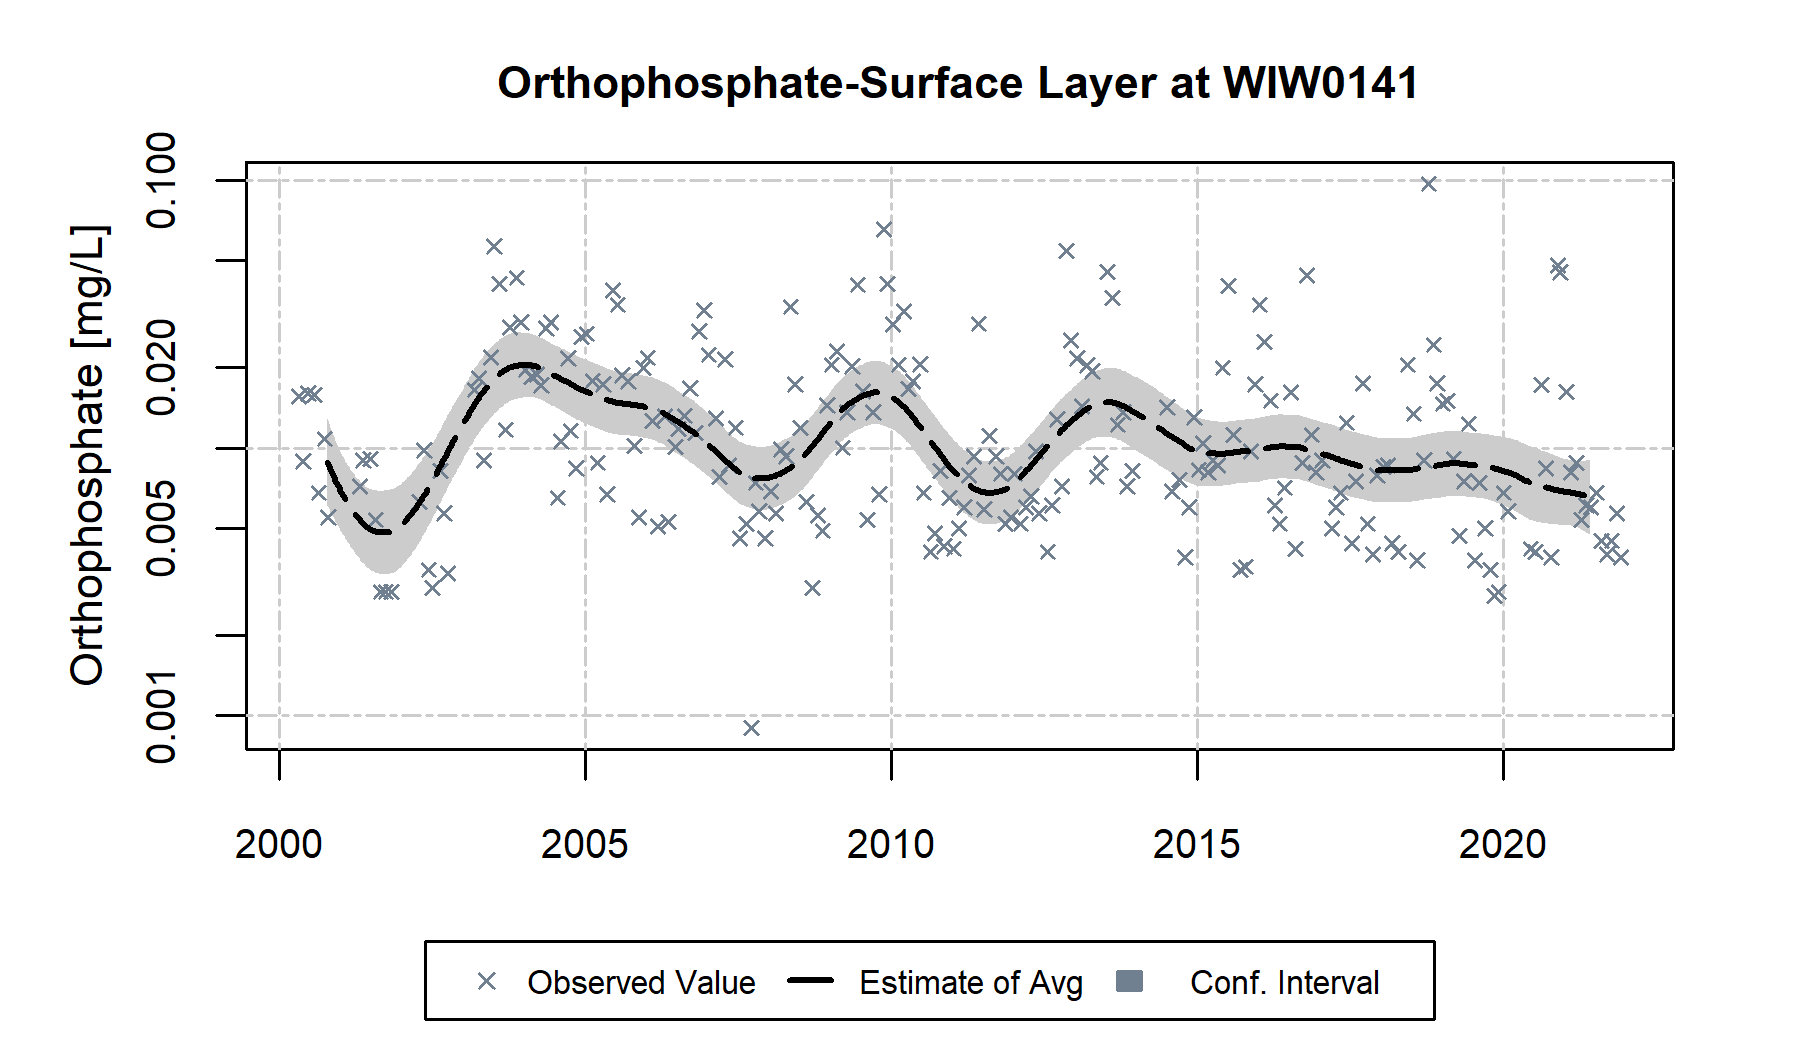 Orthophosphate-Surface Layer at WIW0141
Orthophosphate [mg/L]
0.100
0.020
0.005
0.001
2000 2005 2010 2015 2020
Observed Value Estimate of Avg Conf. Interval